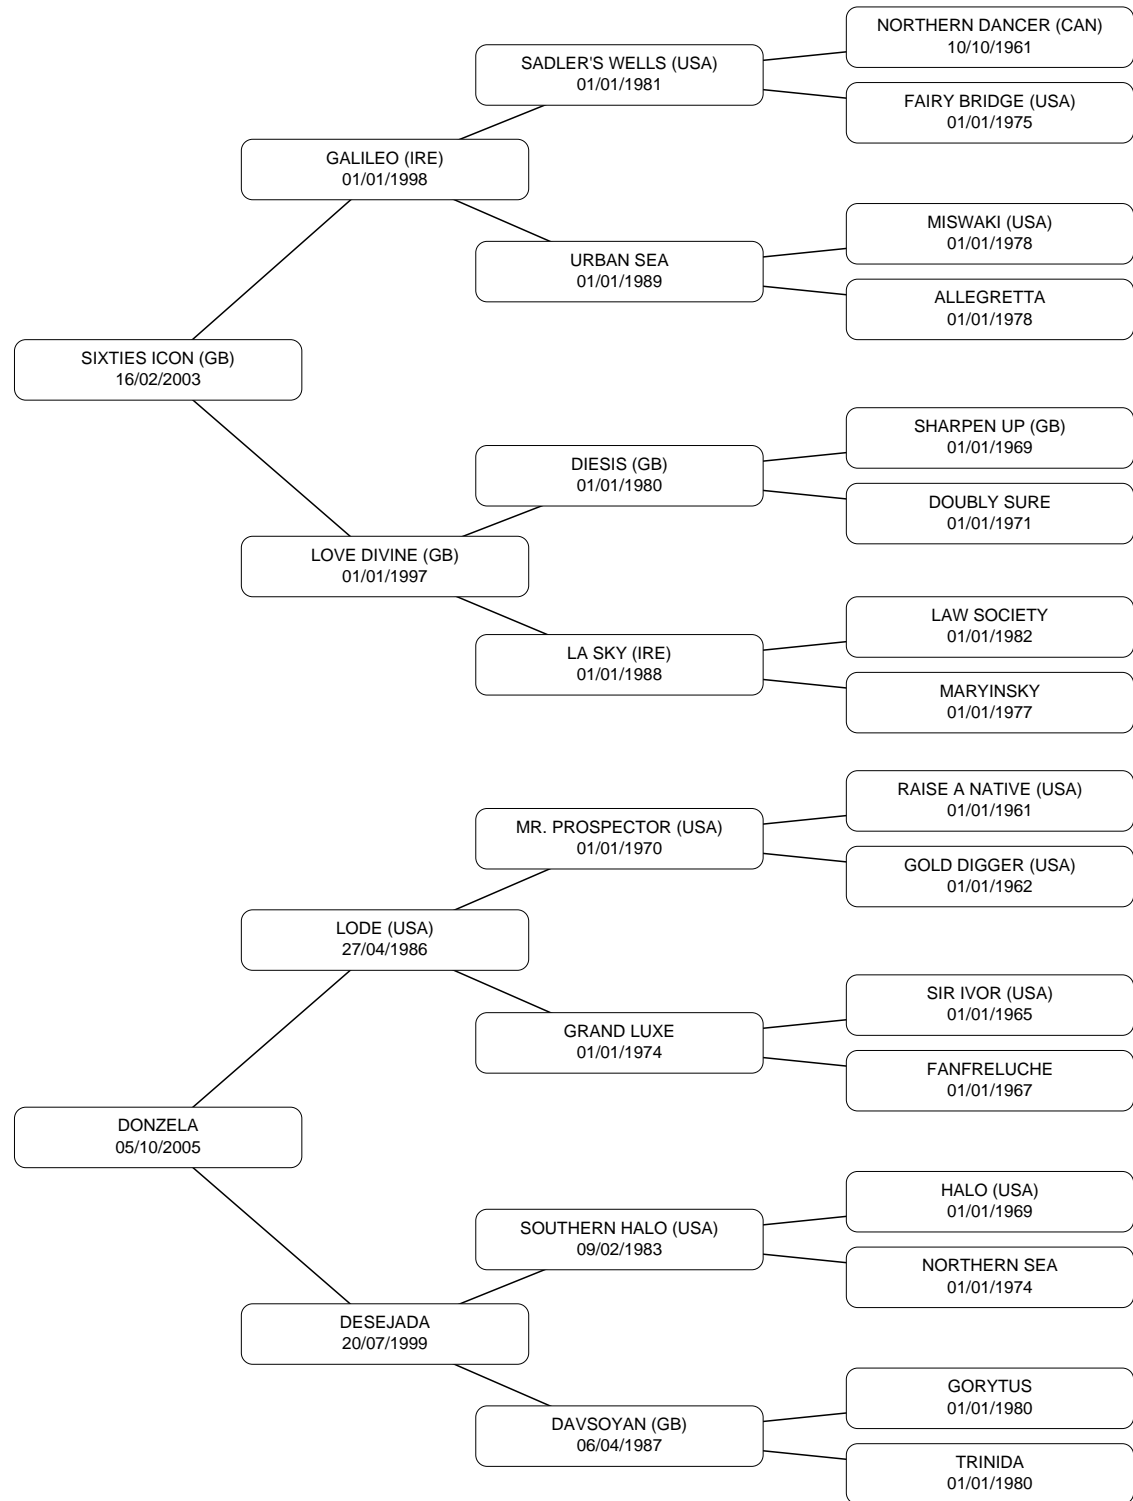 NORTHERN DANCER (CAN)
10/10/1961
SADLER'S WELLS (USA)
01/01/1981
FAIRY BRIDGE (USA)
01/01/1975
GALILEO (IRE)
01/01/1998
MISWAKI (USA)
01/01/1978
URBAN SEA
01/01/1989
ALLEGRETTA
01/01/1978
SIXTIES ICON (GB)
16/02/2003
SHARPEN UP (GB)
01/01/1969
DIESIS (GB)
01/01/1980
DOUBLY SURE
01/01/1971
LOVE DIVINE (GB)
01/01/1997
LAW SOCIETY
01/01/1982
LA SKY (IRE)
01/01/1988
MARYINSKY
01/01/1977
RAISE A NATIVE (USA)
01/01/1961
MR. PROSPECTOR (USA)
01/01/1970
GOLD DIGGER (USA)
01/01/1962
LODE (USA)
27/04/1986
SIR IVOR (USA)
01/01/1965
GRAND LUXE
01/01/1974
FANFRELUCHE
01/01/1967
DONZELA
05/10/2005
HALO (USA)
01/01/1969
SOUTHERN HALO (USA)
09/02/1983
NORTHERN SEA
01/01/1974
DESEJADA
20/07/1999
GORYTUS
01/01/1980
DAVSOYAN (GB)
06/04/1987
TRINIDA
01/01/1980